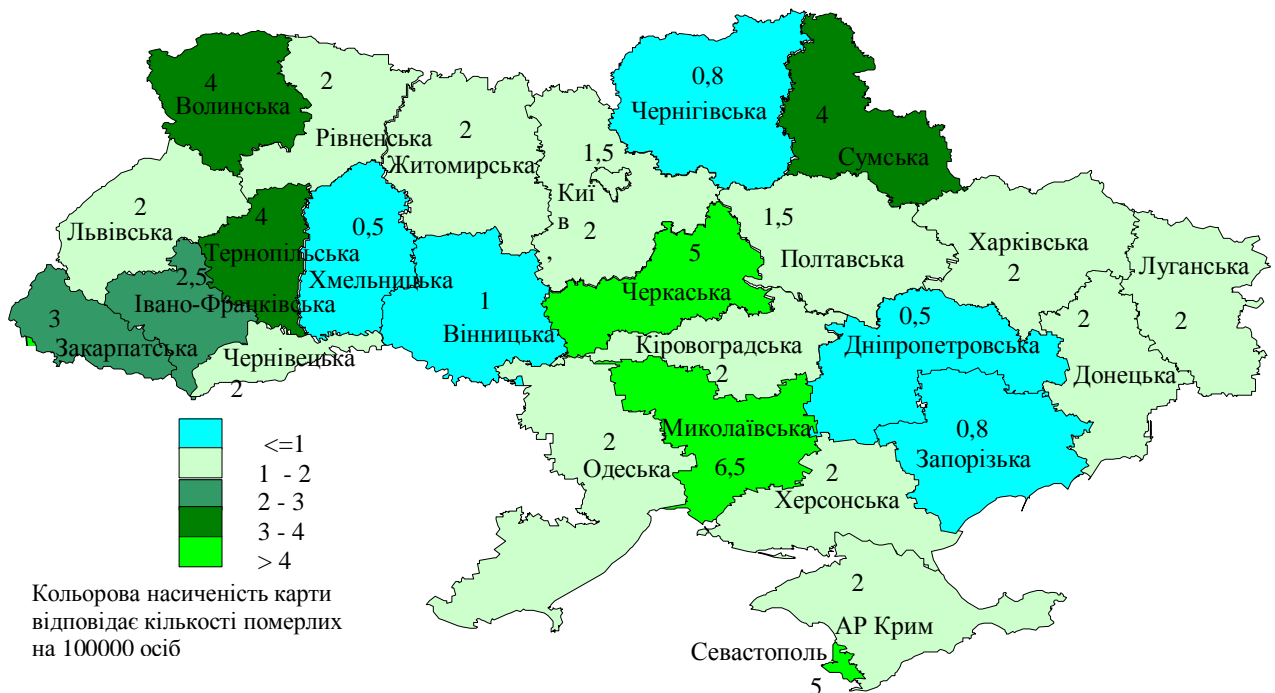 4
Волинська
2
Рівненська
2
Житомирська
1,5
Киї
в
2
,
0,8
Чернігівська
4
Сумська
2
Львівська
4
Тернопільська
0,5
Хмельницька
2,5
Івано-Франківська
3
Закарпатська
Чернівецька
2
1
Вінницька
5
Черкаська
1,5
Полтавська
Харківська
2
Луганська
2
2
Донецька
Кіровоградська
2
0,5
Дніпропетровська
0,8
Запорізька
Миколаївська
6,5
2
Одеська
2
Херсонська
2
АР Крим
Севастополь
5
<=1
1 - 2
2 - 3
3 - 4
> 4
Кольорова насиченість карти
відповідає кількості померлих
на 100000 осіб